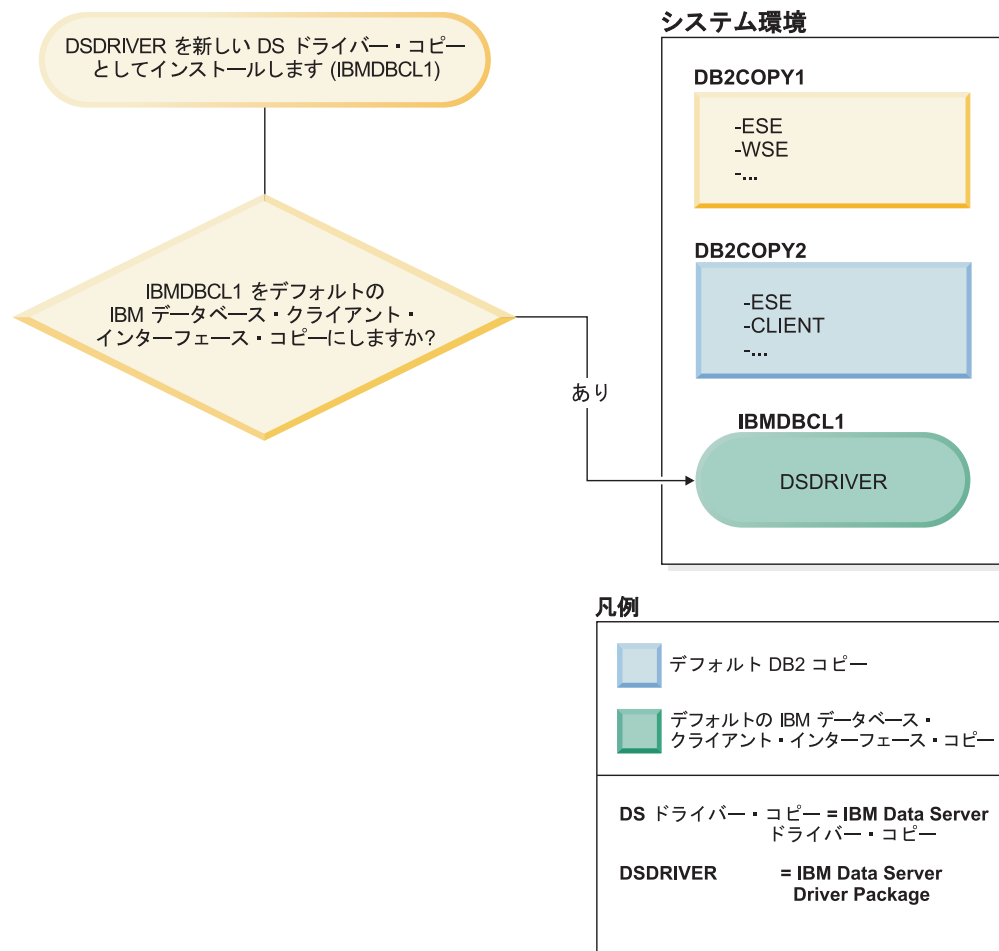 DSDRIVER を新しい DS ドライバー・コピー
としてインストールします (IBMDBCL1)
IBMDBCL1 をデフォルトの
IBM データベース・クライアント・
インターフェース・コピーにしますか?
あり
システム環境
DB2COPY1
-ESE
-WSE
-...
DB2COPY2
-ESE
-CLIENT
-...
IBMDBCL1
DSDRIVER
凡例
デフォルト DB2 コピー
デフォルトの IBM データベース・
クライアント・インターフェース・コピー
DS ドライバー・コピー = IBM Data Server
ドライバー・コピー
DSDRIVER = IBM Data Server
Driver Package